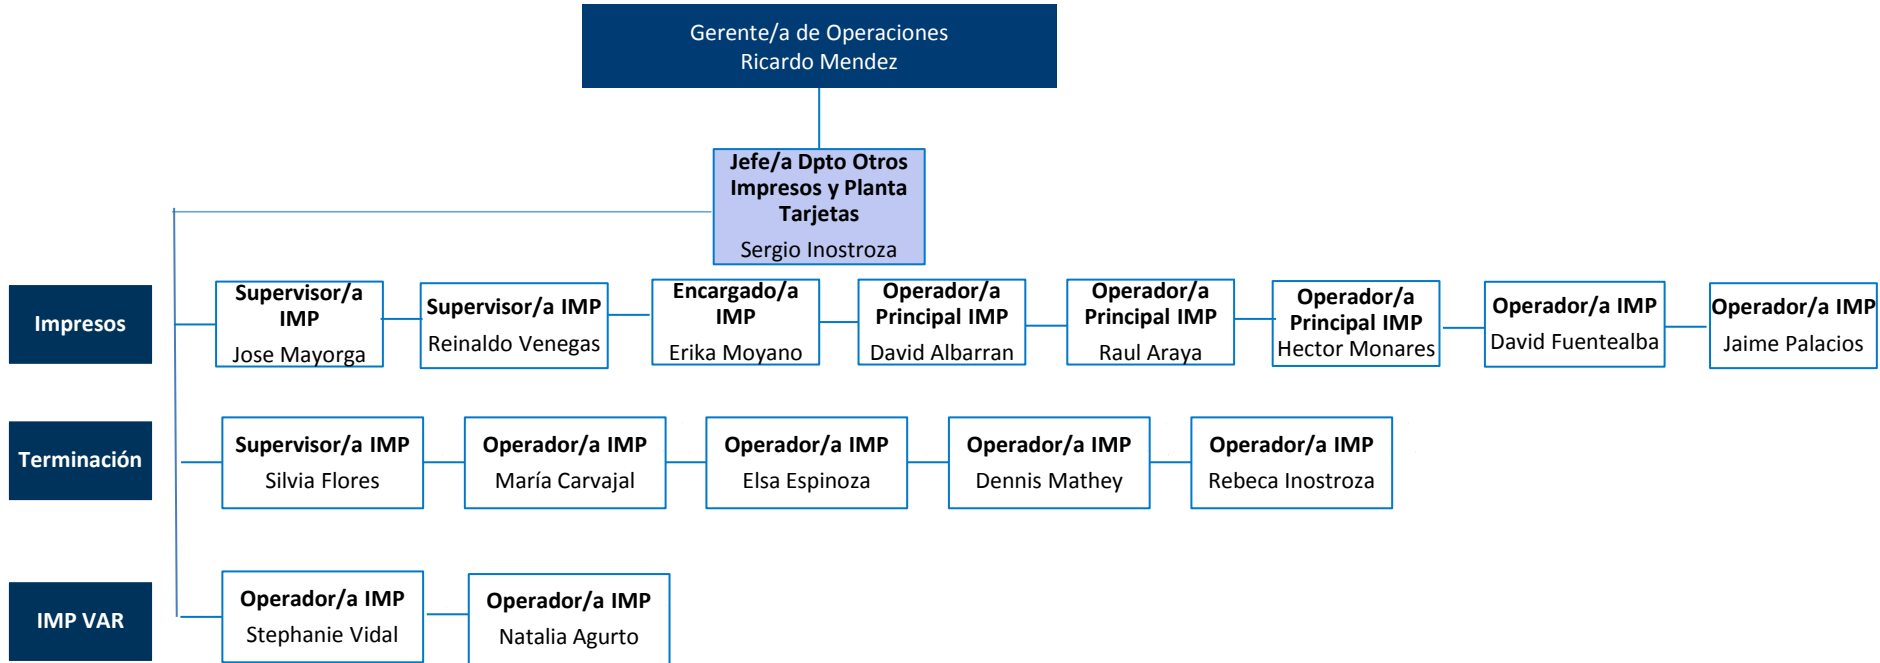 Gerente/a de Operaciones
Ricardo Mendez
Jefe/a Dpto Otros
Impresos y Planta
Tarjetas
Sergio Inostroza
Impresos
Supervisor/a
IMP
Jose Mayorga
Supervisor/a IMP
Reinaldo Venegas
Encargado/a
IMP
Erika Moyano
Operador/a
Principal IMP
David Albarran
Operador/a
Principal IMP
Raul Araya
Operador/a
Principal IMP
Hector Monares
Operador/a IMP
David Fuentealba
Operador/a IMP
Jaime Palacios
Terminación
Supervisor/a IMP
Silvia Flores
Operador/a IMP
María Carvajal
Operador/a IMP
Elsa Espinoza
Operador/a IMP
Dennis Mathey
Operador/a IMP
Rebeca Inostroza
IMP VAR
Operador/a IMP
Stephanie Vidal
Operador/a IMP
Natalia Agurto